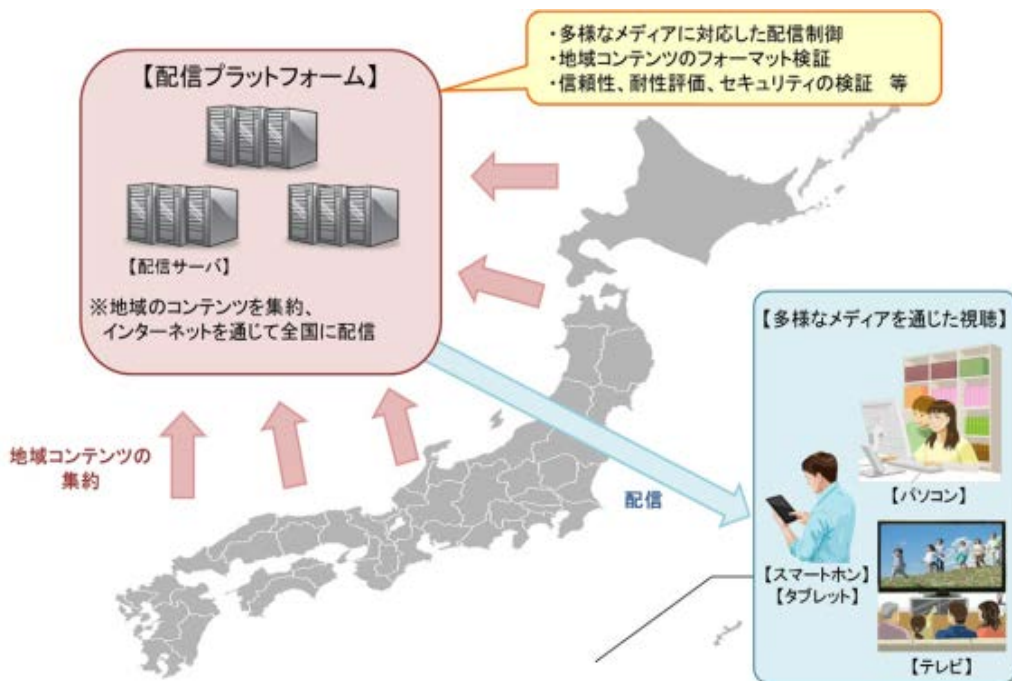 ・多様なメディアに対応した配信制御
・地域コンテンツのフォーマット検証
・信頼性、耐性評価、セキュリティの検証　等
【配信プラットフォーム】
【配信サーバ】
※地域のコンテンツを集約、
インターネットを通じて全国に配信
【多様なメディアを通じた視聴】
【パソコン】
地域コンテンツの
集約
配信
【スマートホン】
【タブレット】
【テレビ】